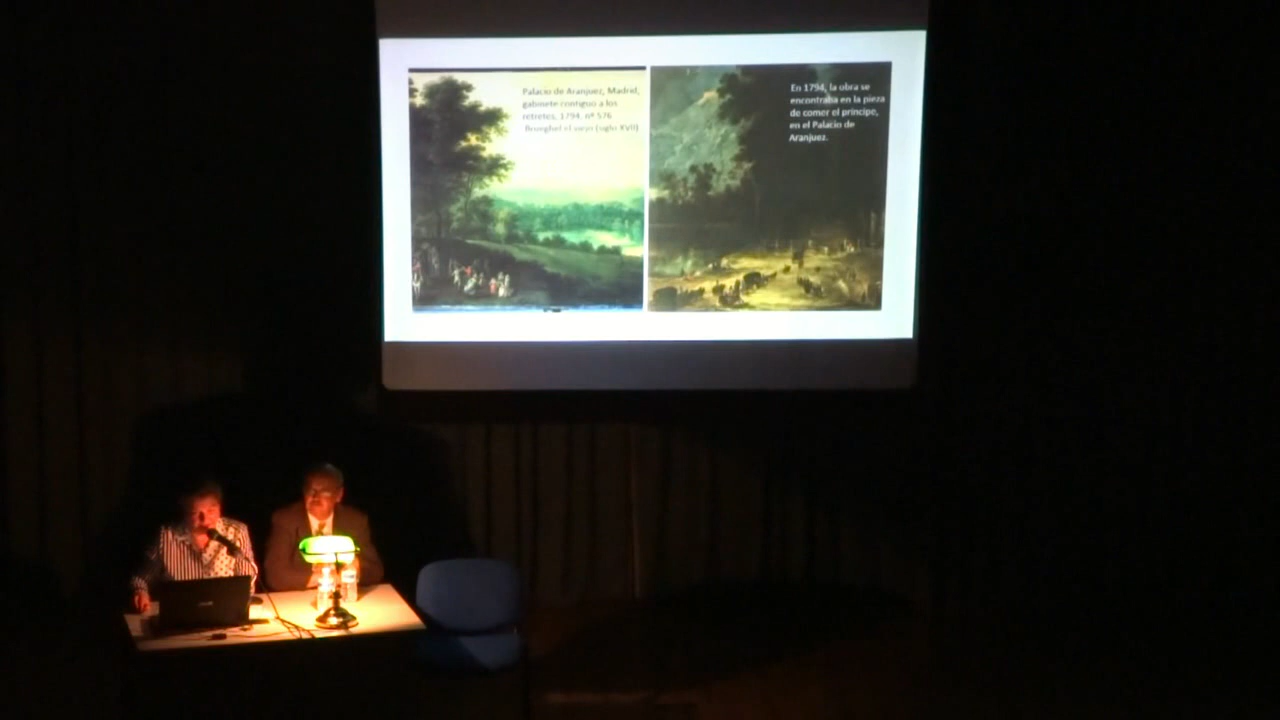 Palacio de Aranjuez, Madrid,
gabinete contiguo a los
retretes, 1794. nº 576
Brueghel el viejo (siglo XVII)
En 1794, la obra se
encontraba en la pieza
de comer el príncipe,
en el Palacio de
Aranjuez.